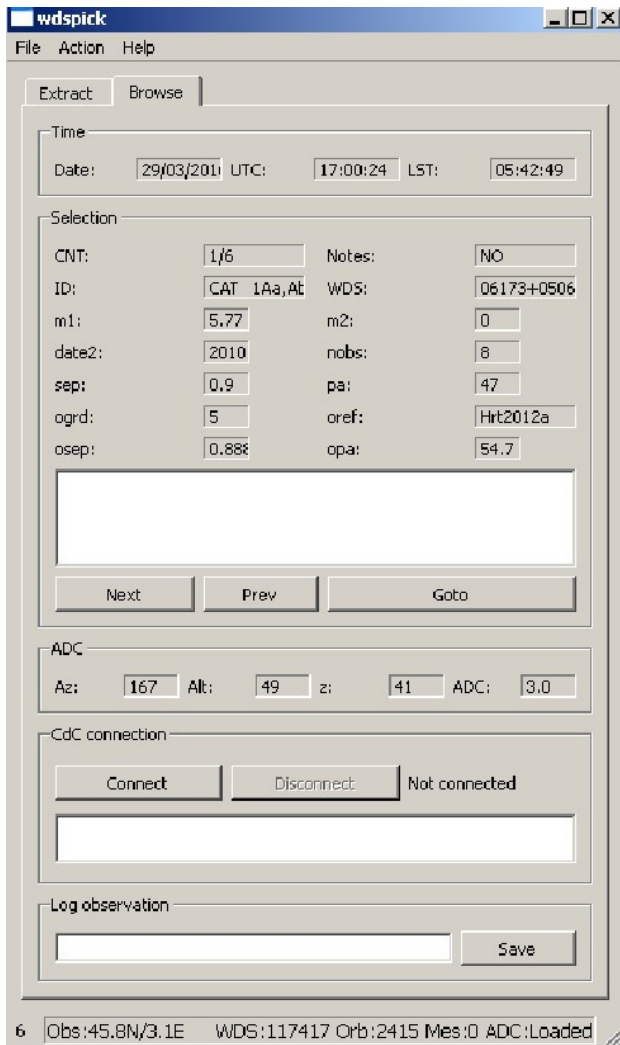 wdspick
File Action Help
Extract Browse
Time
Date: 29/03/201 UTC: 17:00:24 LST: 05:42:49
Selection
CNT: 1/6 Notes: NO
ID: CAT 1Aa,Ab WDS: 06173+0506
m1: 5.77 m2: 0
date2: 2010 nobs: 8
sep: 0.9 pa: 47
ogrd: 5 oref: Hrt2012a
osep: 0.888 opa: 54.7
Next Prev Goto
ADC
Az: 167 Alt: 49 z: 41 ADC: 3.0
CdC connection
Connect Disconnect Not connected
Log observation
Save
6 Obs:45.8N/3.1E WDS:117417 Orb:2415 Mes:0 ADC:Loaded